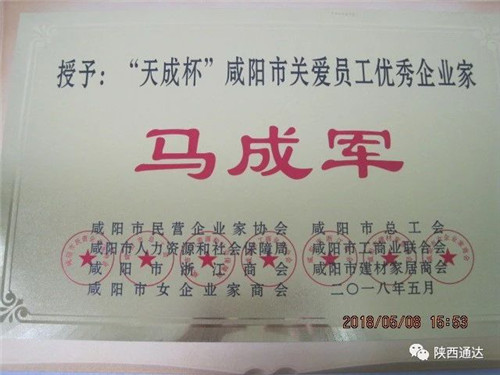 授予：“天成杯”咸阳市关爱员工优秀企业家
马成军
咸阳市民营企业家协会 咸阳市总工会
咸阳市人力资源和社会保障局 咸阳市工商业联合会
咸阳市浙江商会 咸阳市建材家居商会
咸阳市女企业家商会 二〇一八年五月
2018/05/08 15:53
陕西通达